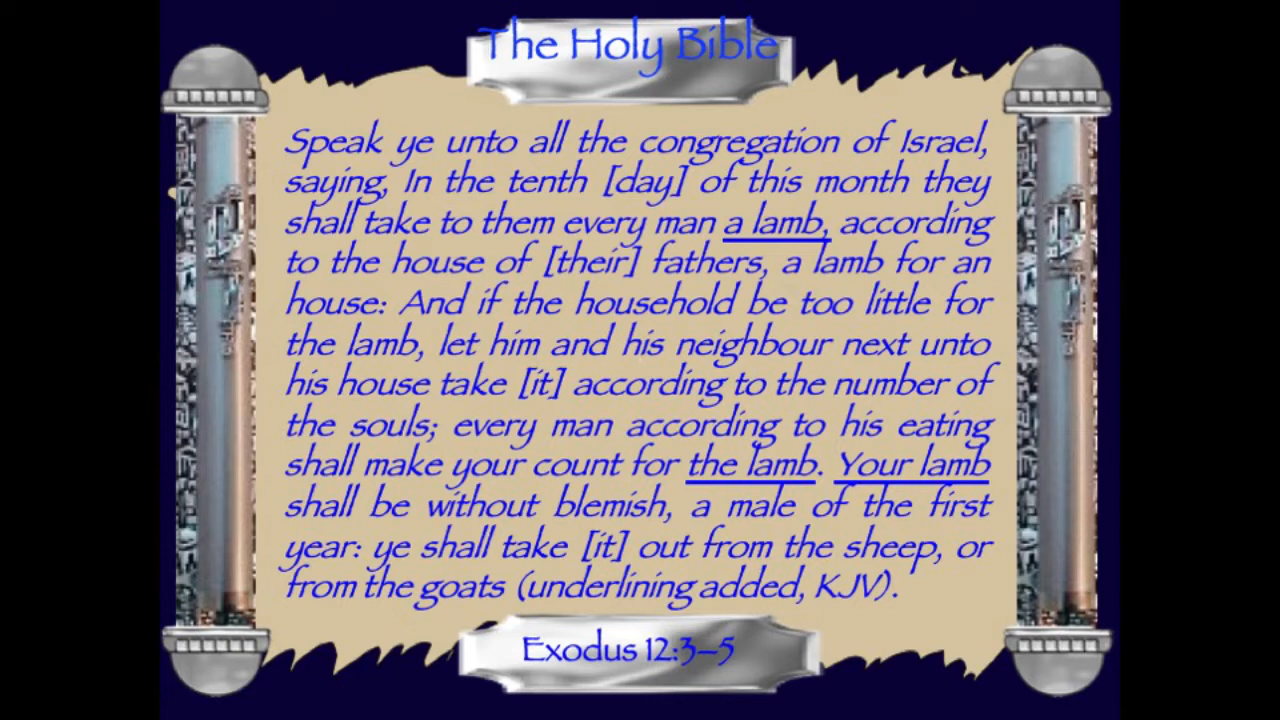 The Holy Bible
Speak ye unto all the congregation of Israel,
saying, In the tenth [day] of this month they
shall take to them every man a lamb, according
to the house of [their] fathers, a lamb for an
house: And if the household be too little for
the lamb, let him and his neighbour next unto
his house take [it] according to the number of
the souls; every man according to his eating
shall make your count for the lamb. Your lamb
shall be without blemish, a male of the first
year: ye shall take [it] out from the sheep, or
from the goats (underlining added, KJV).
Exodus 12:3–5